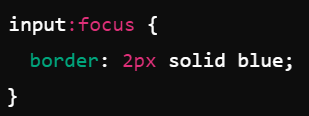 input:focus {
  border: 2px solid blue;
}